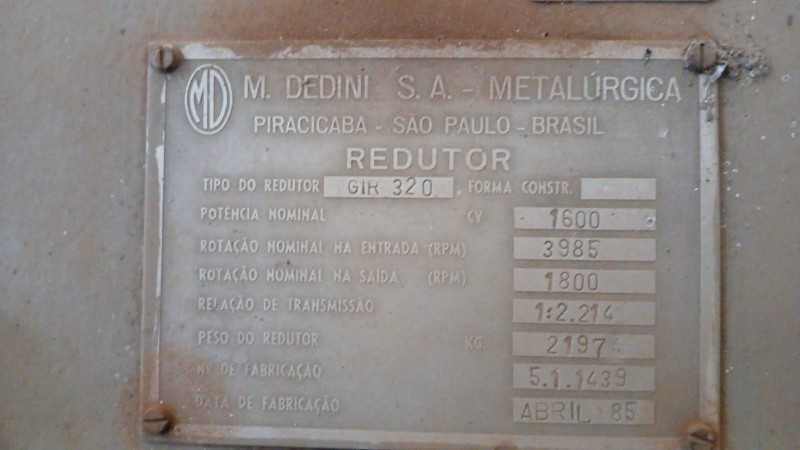 MD M. DEDINI S.A. - METALÚRGICA
PIRACICABA - SÃO PAULO - BRASIL
REDUTOR
TIPO DO REDUTOR GIR 320 . FORMA CONSTR.
POTÊNCIA NOMINAL CV 1600
ROTAÇÃO NOMINAL NA ENTRADA (RPM) 3985
ROTAÇÃO NOMINAL NA SAÍDA (RPM) 1800
RELAÇÃO DE TRANSMISSÃO 1:2.214
PESO DO REDUTOR KG 2197
Nº DE FABRICAÇÃO 5.1.1439
DATA DE FABRICAÇÃO ABRIL 85